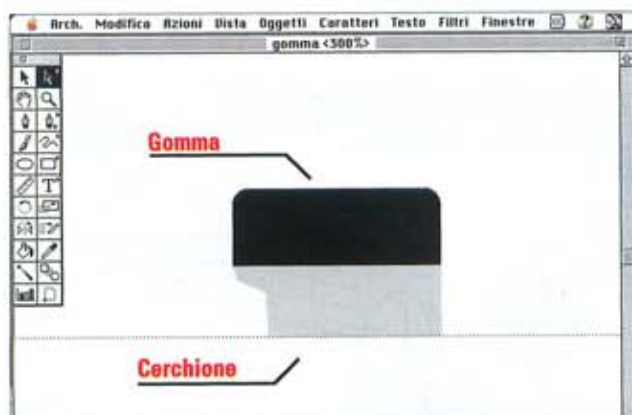 Arch. Modifica Azioni Vista Oggetti Caratteri Testo Filtri Finestre
gomma <300%>
T
Gomma
Cerchione